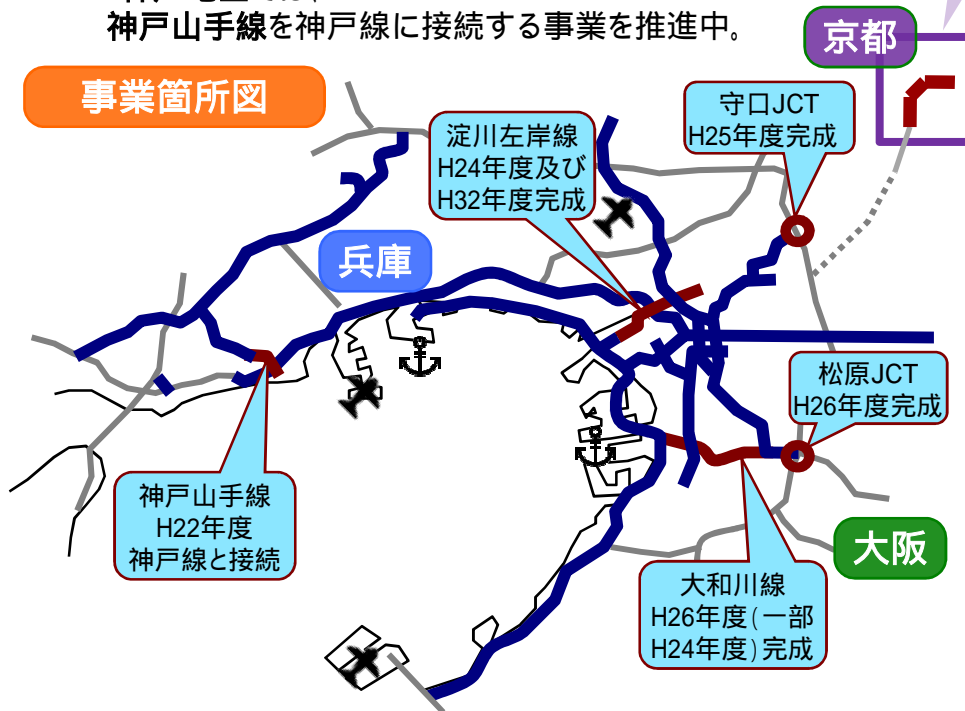 神戸山手線を神戸線に接続する事業を推進中。
京都
事業箇所図
守口JCT
H25年度完成
淀川左岸線
H24年度及び
H32年度完成
兵庫
松原JCT
H26年度完成
神戸山手線
H22年度
神戸線と接続
大阪
大和川線
H26年度(一部
H24年度)完成